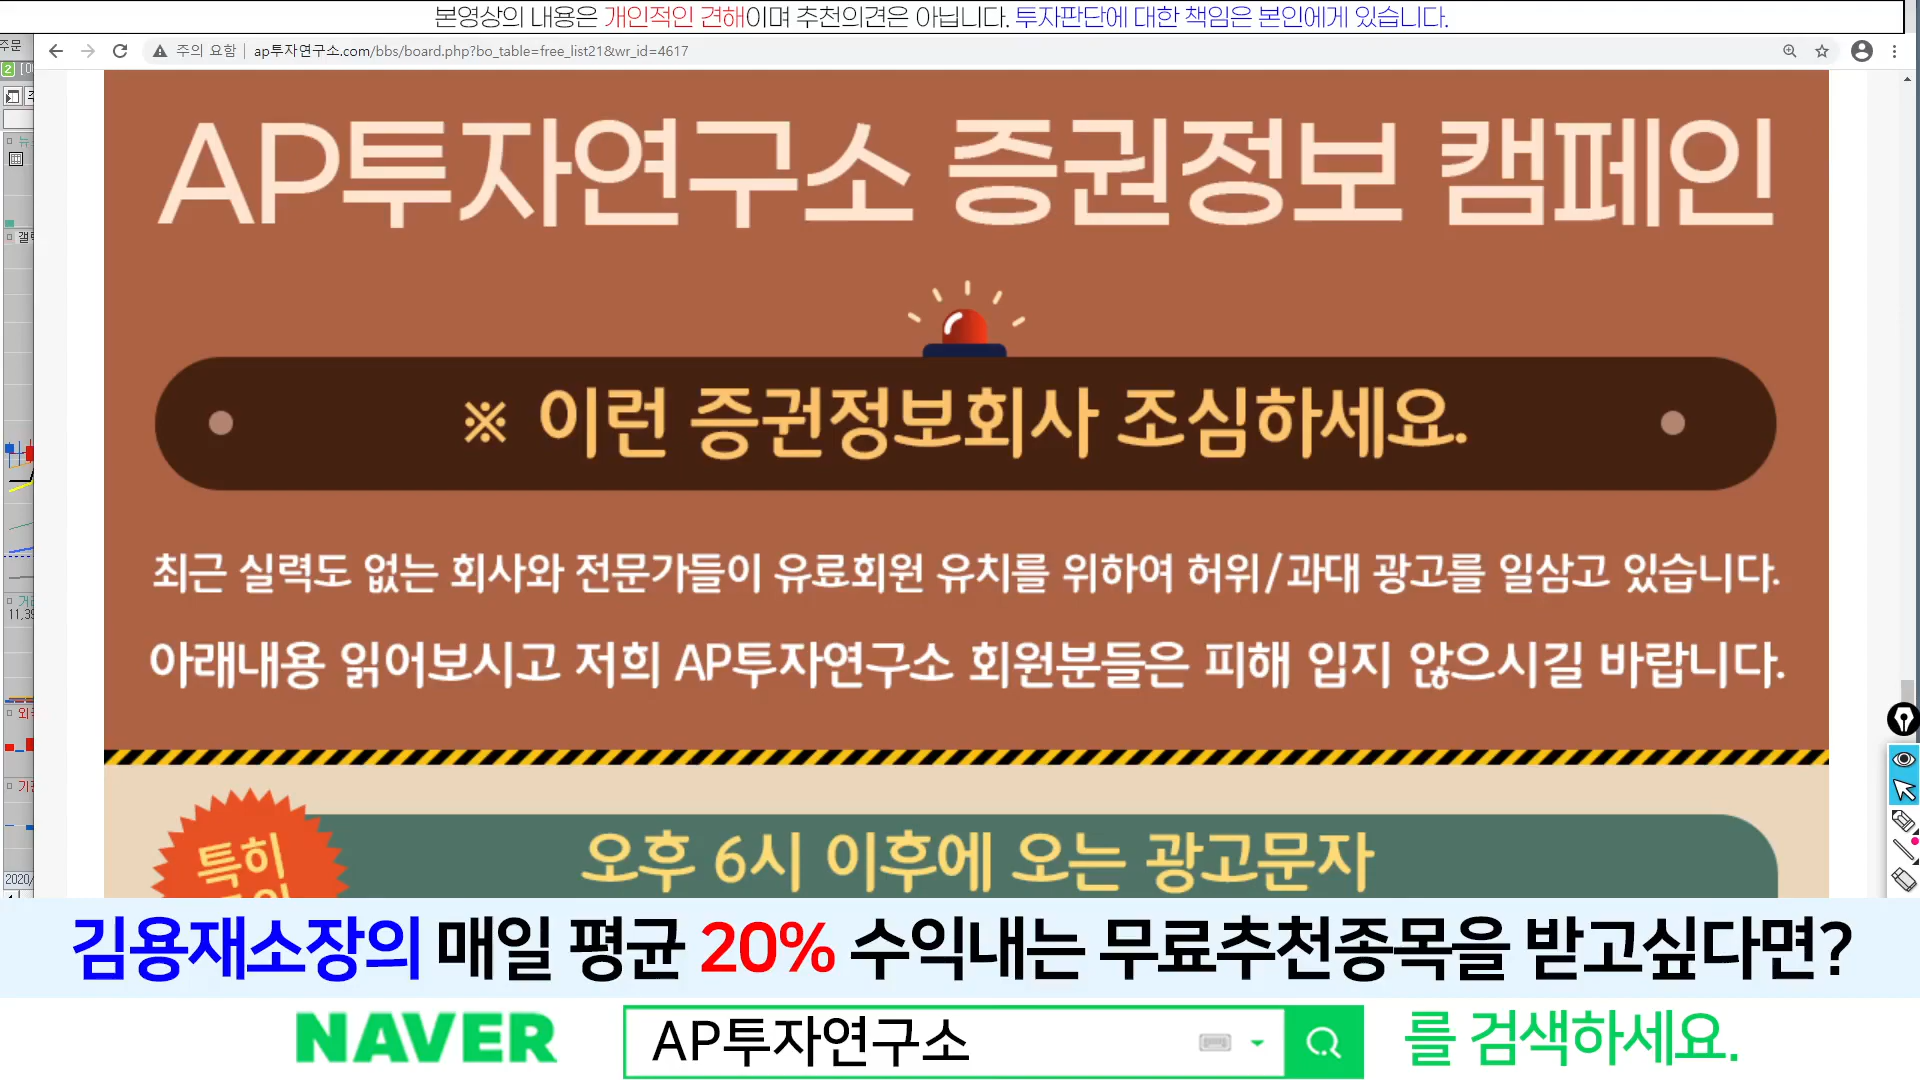 본영상의 내용은 개인적인 견해이며 추천의견은 아닙니다. 투자판단에 대한 책임은 본인에게 있습니다.
주문
주의 요함 | ap투자연구소.com/bbs/board.php?bo_table=free_list21&wr_id=4617
2
AP투자연구소 증권정보 캠페인
※ 이런 증권정보회사 조심하세요.
최근 실력도 없는 회사와 전문가들이 유료회원 유치를 위하여 허위/과대 광고를 일삼고 있습니다.
아래내용 읽어보시고 저희 AP투자연구소 회원분들은 피해 입지 않으시길 바랍니다.
특히
오후 6시 이후에 오는 광고문자
2020/
김용재소장의 매일 평균 20% 수익내는 무료추천종목을 받고싶다면?
NAVER AP투자연구소 를 검색하세요.